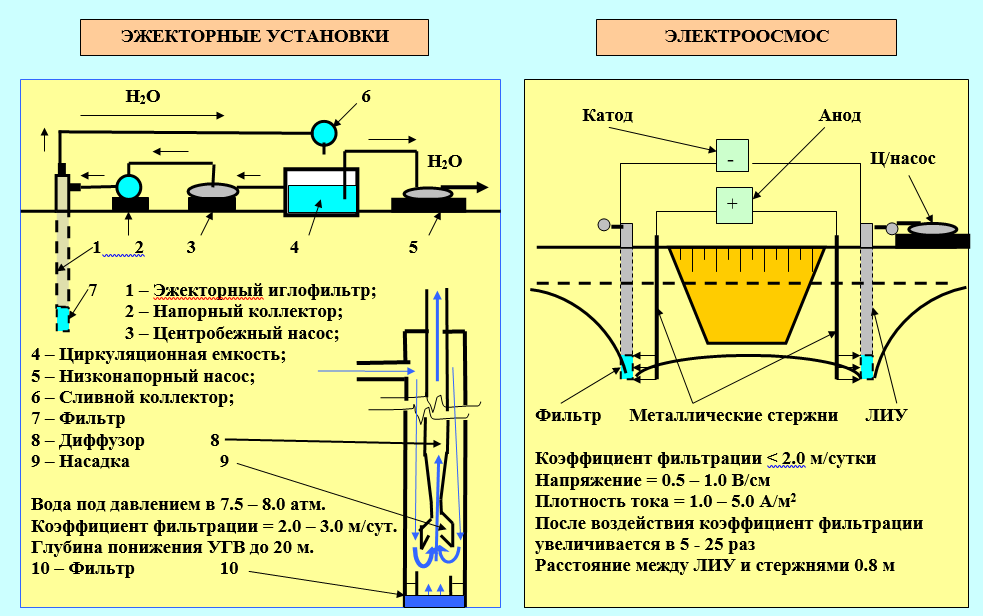 ЭЖЕКТОРНЫЕ УСТАНОВКИ
H₂O
6
H₂O
1 2 3 4 5
7
1 – Эжекторный иглофильтр;
2 – Напорный коллектор;
3 – Центробежный насос;
4 – Циркуляционная емкость;
5 – Низконапорный насос;
6 – Сливной коллектор;
7 – Фильтр
8 – Диффузор 8
9 – Насадка 9
Вода под давлением в 7.5 – 8.0 атм.
Коэффициент фильтрации = 2.0 – 3.0 м/сут.
Глубина понижения УГВ до 20 м.
10 – Фильтр 10
ЭЛЕКТРООСМОС
Катод Анод
-
Ц/насос
+
Фильтр Металлические стержни ЛИУ
Коэффициент фильтрации < 2.0 м/сутки
Напряжение = 0.5 – 1.0 В/см
Плотность тока = 1.0 – 5.0 А/м²
После воздействия коэффициент фильтрации
увеличивается в 5 - 25 раз
Расстояние между ЛИУ и стержнями 0.8 м